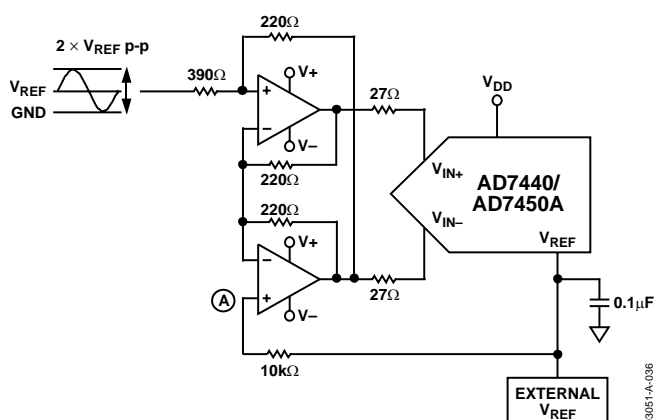 220Ω
2 × VREF p-p
390Ω
VREF
GND
V+
27Ω
VDD
+
–
V–
220Ω
VIN+
AD7440/
AD7450A
220Ω
VIN–
V+
VREF
–
+
A
V–
27Ω
0.1µF
10kΩ
EXTERNAL
VREF
3051-A-036